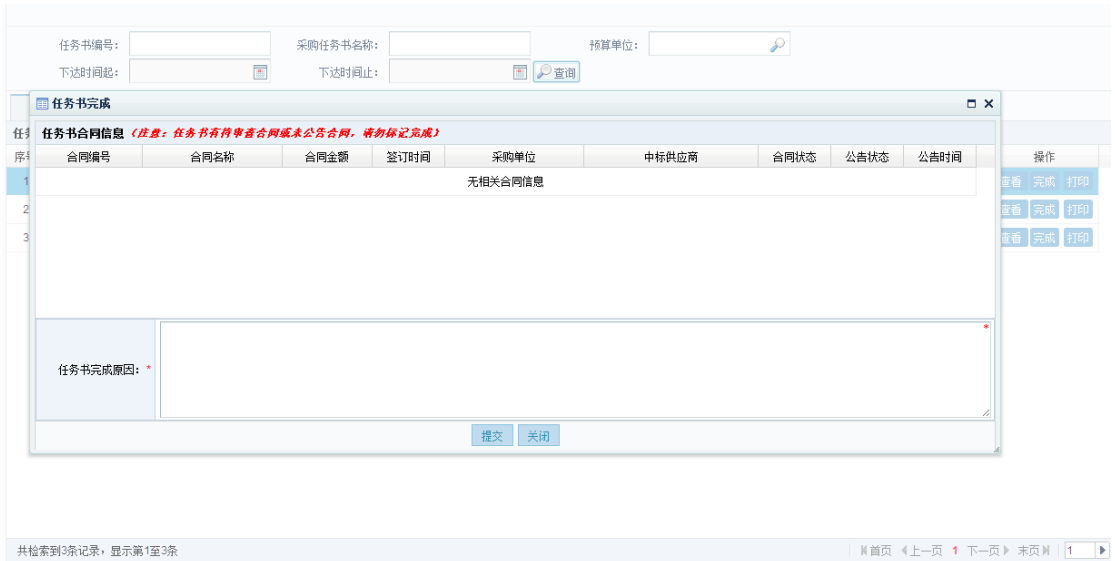 任务书编号： 采购任务书名称： 预算单位：
下达时间起： 下达时间止： 查询
任务书完成
任务书合同信息（注意：任务书有待审查合同或未公告合同，请勿标记完成）
序号 合同编号 合同名称 合同金额 签订时间 采购单位 中标供应商 合同状态 公告状态 公告时间 操作
1 无相关合同信息 查看 完成 打印
2 查看 完成 打印
3 查看 完成 打印
任务书完成原因：* *
提交 关闭
共检索到3条记录，显示第1至3条 首页 上一页 1 下一页 末页 1